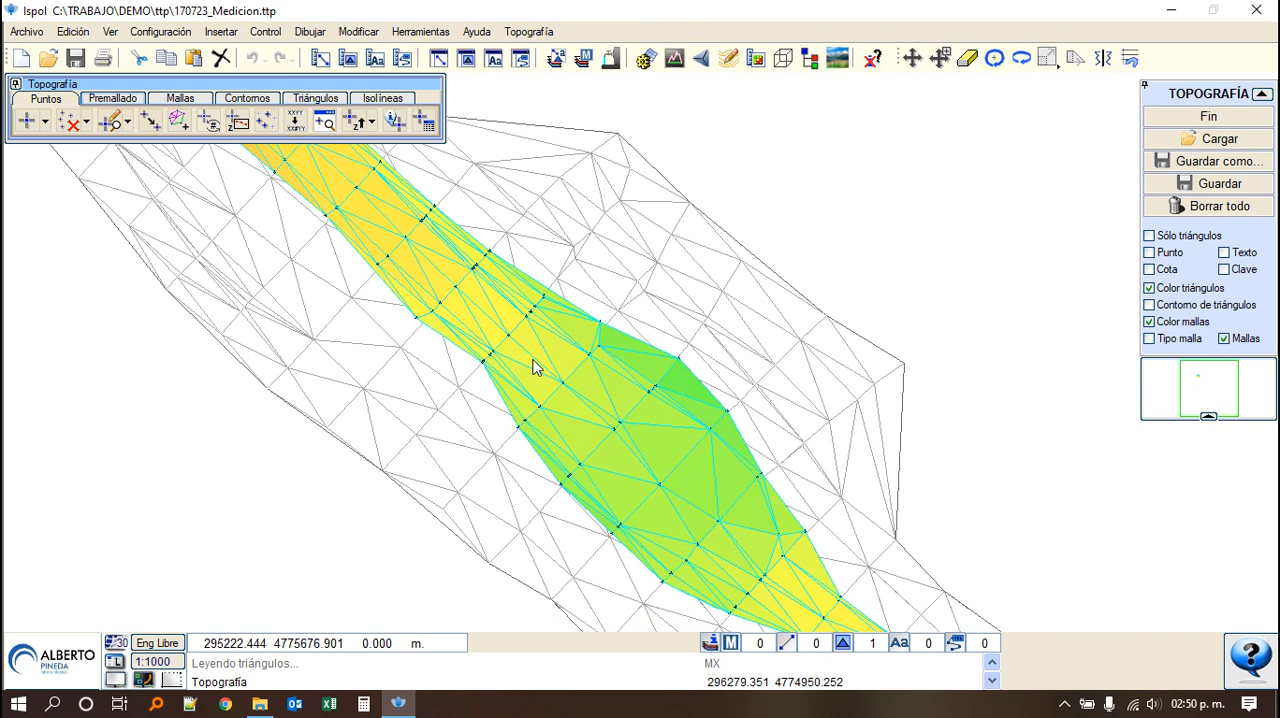 Ispol C:\TRABAJO\DEMO\ttp\170723_Medicion.ttp
Archivo Edición Ver Configuración Insertar Control Dibujar Modificar Herramientas Ayuda Topografía
Topografía
Puntos Premallado Mallas Contornos Triángulos Isolíneas
TOPOGRAFÍA
Fin
Cargar
Guardar como...
Guardar
Borrar todo
Sólo triángulos
Punto Texto
Cota Clave
Color triángulos
Contorno de triángulos
Color mallas
Tipo malla Mallas
ALBERTO
PINEDA
Eng Libre 295222.444 4775676.901 0.000 m. M 0 0 1 Aa 0 0
1:1000 Leyendo triángulos... MX
Topografía 296279.351 4774950.252
02:50 p. m.